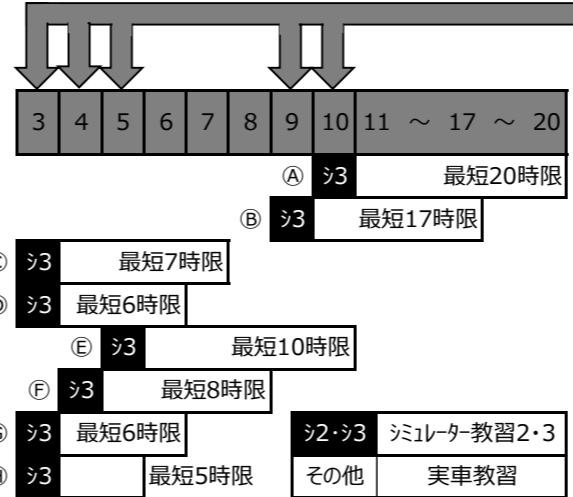 3 4 5 6 7 8 9 10 11 ～ 17 ～ 20
Ⓐ ｼ3 最短20時限
Ⓑ ｼ3 最短17時限
Ⓒ ｼ3 最短7時限
Ⓓ ｼ3 最短6時限
Ⓔ ｼ3 最短10時限
Ⓕ ｼ3 最短8時限
Ⓖ ｼ3 最短6時限 ｼ2・ｼ3 ｼﾐｭﾚｰﾀｰ教習2・3
Ⓗ ｼ3 最短5時限 その他 実車教習